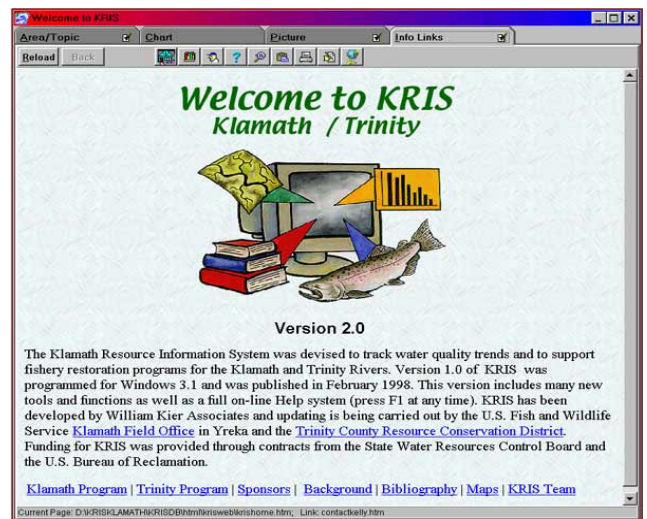 Welcome to KRIS
Area/Topic Chart Picture Info Links
Reload Back
Welcome to KRIS
Klamath / Trinity
Version 2.0
The Klamath Resource Information System was devised to track water quality trends and to support
fishery restoration programs for the Klamath and Trinity Rivers. Version 1.0 of KRIS was
programmed for Windows 3.1 and was published in February 1998. This version includes many new
tools and functions as well as a full on-line Help system (press F1 at any time). KRIS has been
developed by William Kier Associates and updating is being carried out by the U.S. Fish and Wildlife
Service Klamath Field Office in Yreka and the Trinity County Resource Conservation District.
Funding for KRIS was provided through contracts from the State Water Resources Control Board and
the U.S. Bureau of Reclamation.
Klamath Program | Trinity Program | Sponsors | Background | Bibliography | Maps | KRIS Team
Current Page: D:\KRISKLAMATH\KRISDB\html\krisweb\krishome.htm; Link: contactkelly.htm